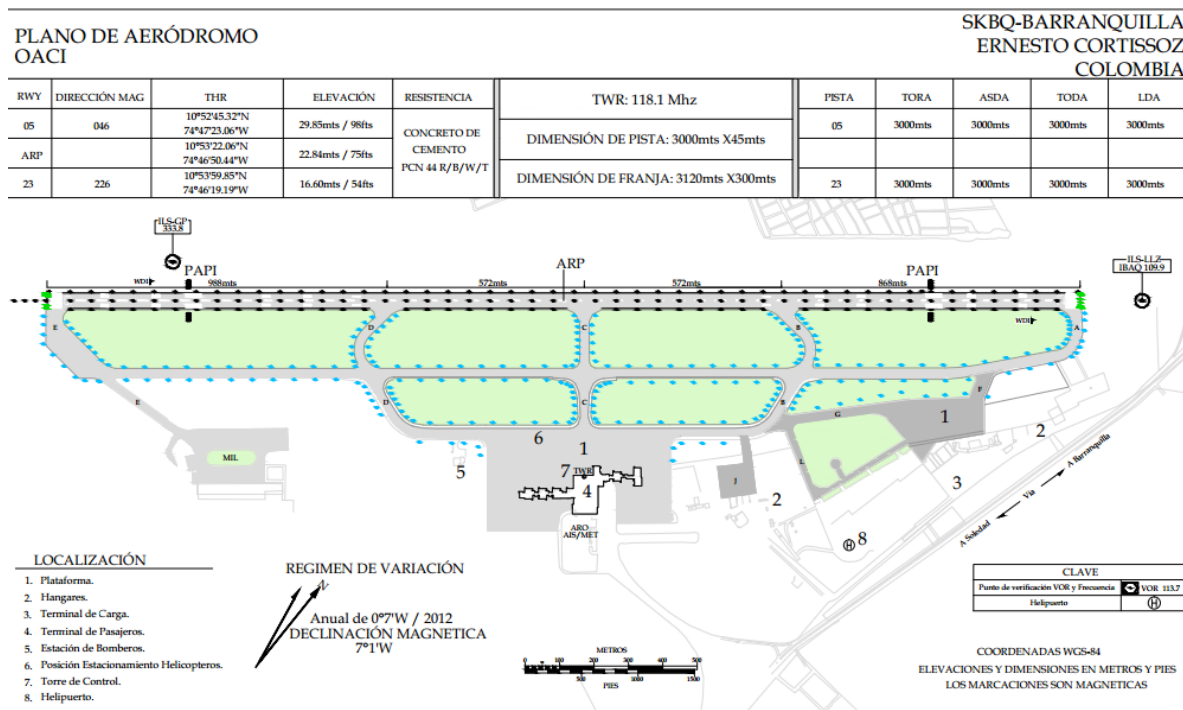 PLANO DE AERÓDROMO
OACI
SKBQ-BARRANQUILLA
ERNESTO CORTISSOZ
COLOMBIA
RWY DIRECCIÓN MAG THR ELEVACIÓN RESISTENCIA
05 046 10°52'45.32"N 74°47'23.06"W 29.85mts / 98fts
ARP 10°53'22.06"N 74°46'50.44"W 22.84mts / 75fts
23 226 10°53'59.85"N 74°46'19.19"W 16.60mts / 54fts
CONCRETO DE
CEMENTO
PCN 44 R/B/W/T
TWR: 118.1 Mhz
DIMENSIÓN DE PISTA: 3000mts X45mts
DIMENSIÓN DE FRANJA: 3120mts X300mts
PISTA TORA ASDA TODA LDA
05 3000mts 3000mts 3000mts 3000mts
23 3000mts 3000mts 3000mts 3000mts
ILS-GP
333.8
ILS-LLZ
IBAQ 109.9
PAPI ARP PAPI
WDI 988mts 572mts 572mts 868mts
WDI
E D C B A
E D C B F
G
1
2
6
1
5
7 TWR
4
MIL
J
L
2
3
8
H
ARO
AIS/MET
A Barranquilla
Vía
A Soledad
LOCALIZACIÓN
1. Plataforma.
2. Hangares.
3. Terminal de Carga.
4. Terminal de Pasajeros.
5. Estación de Bomberos.
6. Posición Estacionamiento Helicopteros.
7. Torre de Control.
8. Helipuerto.
REGIMEN DE VARIACIÓN
N
Anual de 0°7'W / 2012
DECLINACIÓN MAGNETICA
7°1'W
METROS
0 100 200 300 400 500
500 1000 1500
PIES
CLAVE
Punto de verificación VOR y Frecuencia VOR 113.7
Helipuerto H
COORDENADAS WGS-84
ELEVACIONES Y DIMENSIONES EN METROS Y PIES
LOS MARCACIONES SON MAGNETICAS